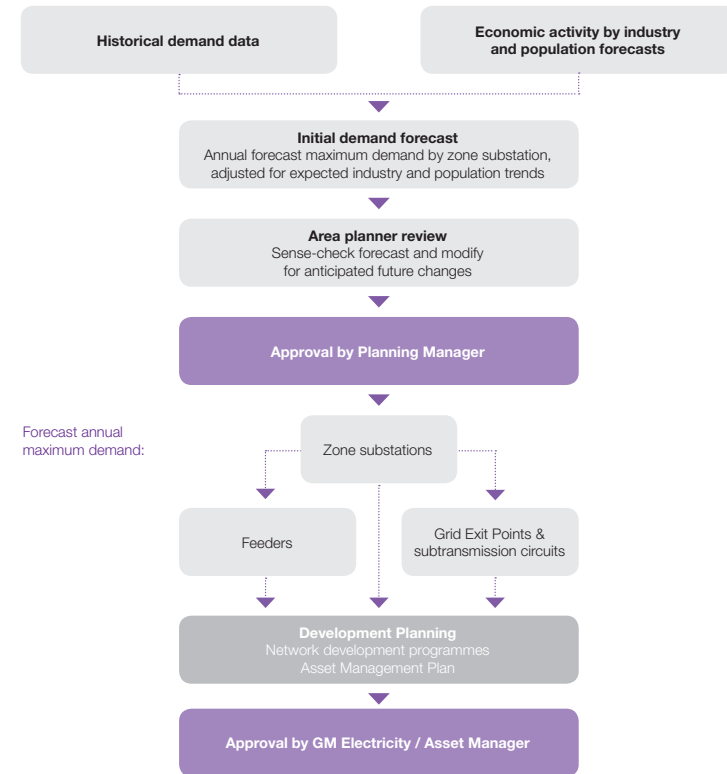 Historical demand data
Economic activity by industry
and population forecasts
Initial demand forecast
Annual forecast maximum demand by zone substation,
adjusted for expected industry and population trends
Area planner review
Sense-check forecast and modify
for anticipated future changes
Approval by Planning Manager
Forecast annual
maximum demand:
Zone substations
Feeders
Grid Exit Points &
subtransmission circuits
Development Planning
Network development programmes
Asset Management Plan
Approval by GM Electricity / Asset Manager